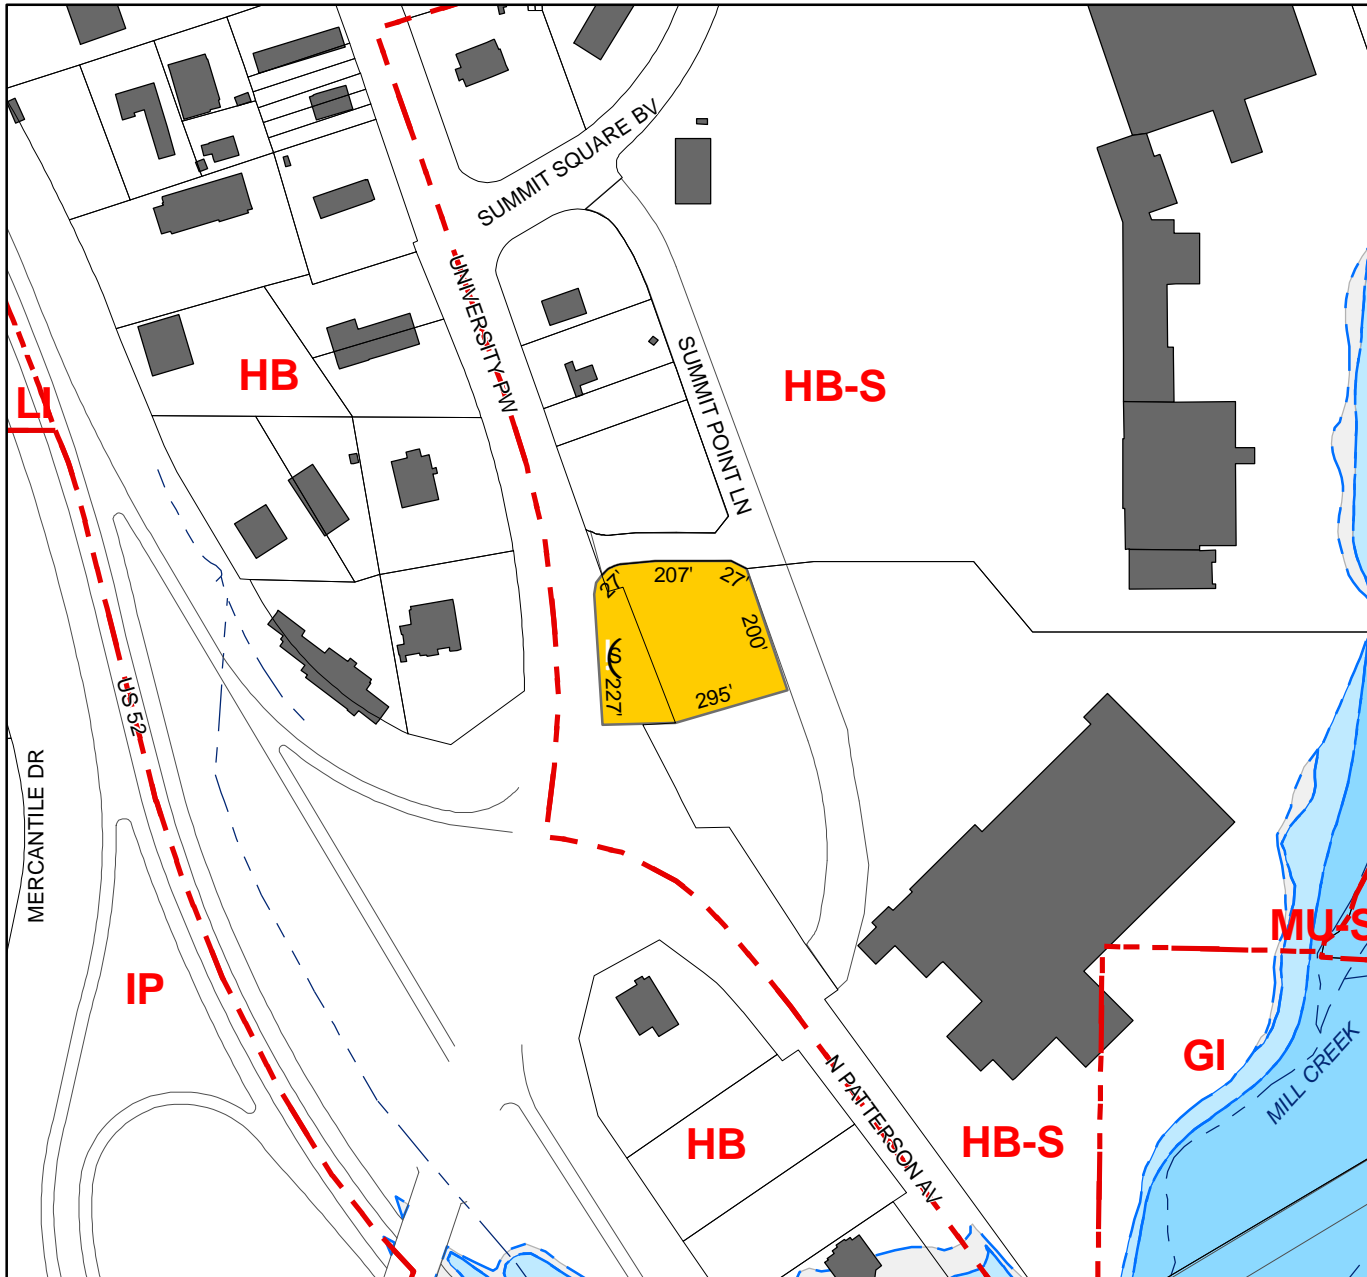 SUMMIT SQUARE BV
UNIVERSITY PW
HB
HB-S
LI
SUMMIT POINT LN
27'
207'
27'
200'
S
227'
295'
US 52
MERCANTILE DR
MU-S
IP
GI
MILL CREEK
N PATTERSON AV
HB
HB-S